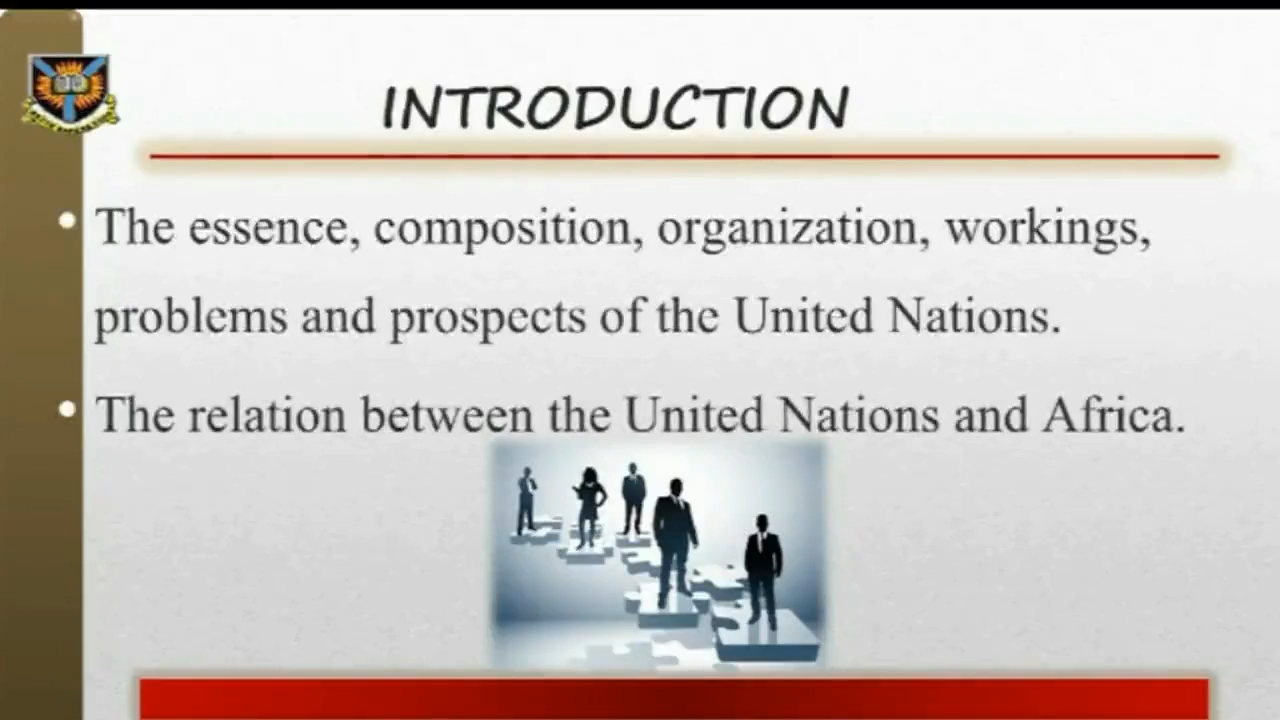 INTRODUCTION
• The essence, composition, organization, workings,
problems and prospects of the United Nations.
• The relation between the United Nations and Africa.